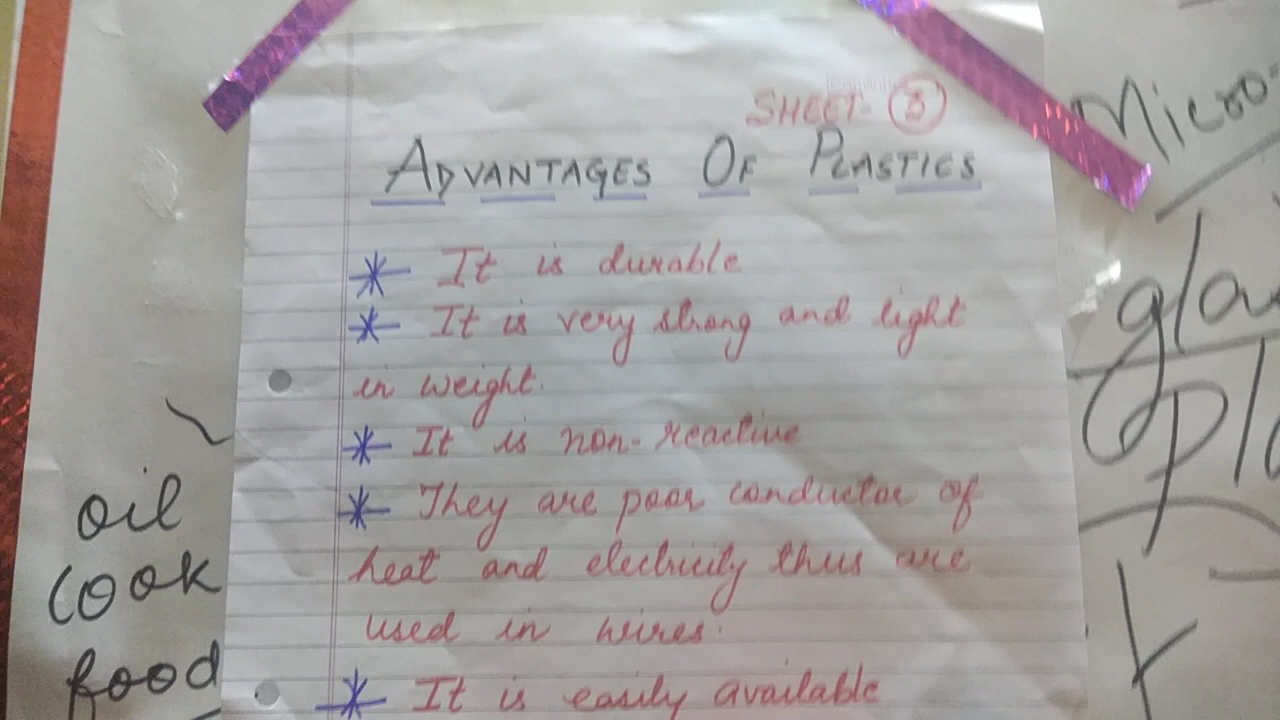 SHEET - 8
ADVANTAGES OF PLASTICS
* It is durable
* It is very strong and light
in weight.
* It is non-reactive
* They are poor conductor of
heat and electricity thus are
used in wires.
* It is easily available
oil
cook
food
Micro-